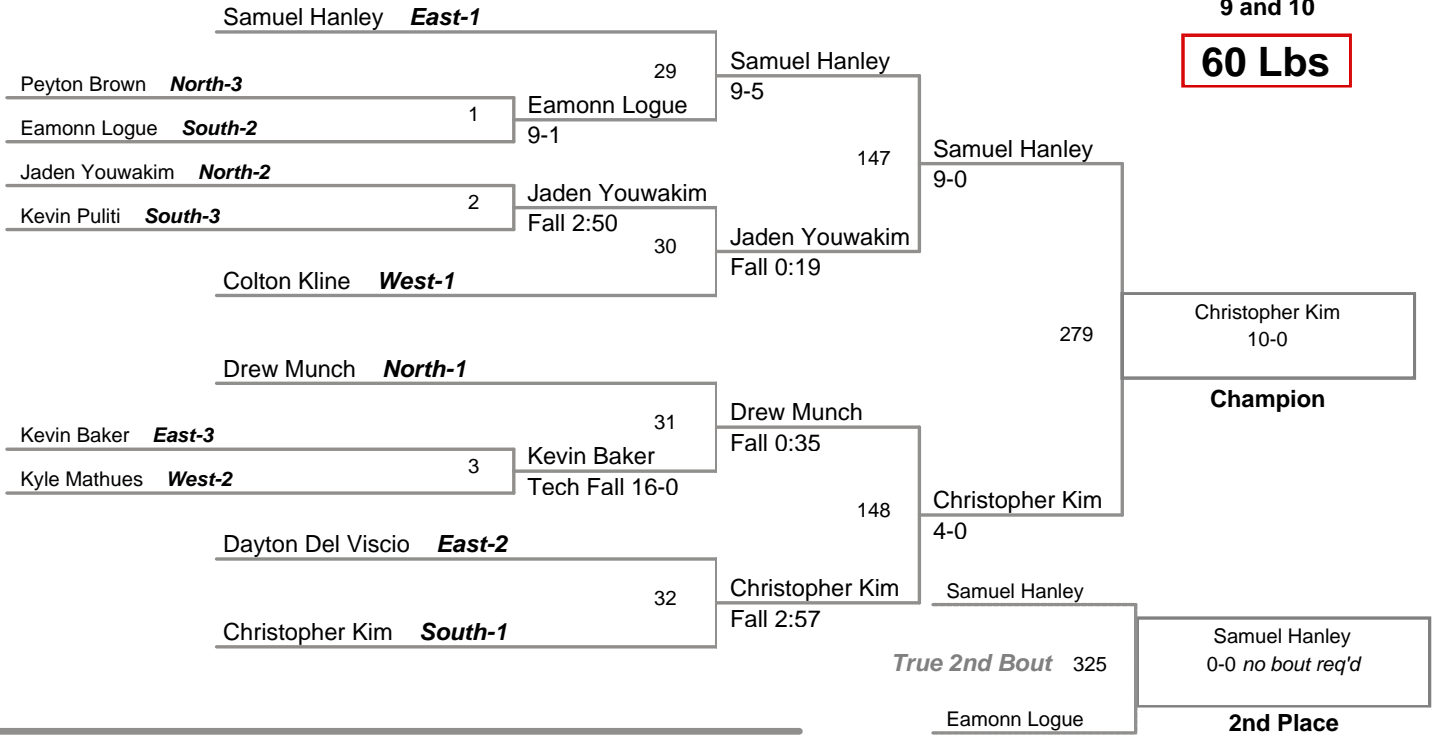 9 and 10
60 Lbs
Samuel Hanley East-1
29
Samuel Hanley
9-5
Peyton Brown North-3
1
Eamonn Logue
9-1
Eamonn Logue South-2
147
Samuel Hanley
9-0
Jaden Youwakim North-2
2
Jaden Youwakim
Fall 2:50
Kevin Puliti South-3
30
Jaden Youwakim
Fall 0:19
Colton Kline West-1
279
Christopher Kim
10-0
Champion
Drew Munch North-1
31
Drew Munch
Fall 0:35
Kevin Baker East-3
3
Kevin Baker
Tech Fall 16-0
Kyle Mathues West-2
148
Christopher Kim
4-0
Dayton Del Viscio East-2
32
Christopher Kim
Fall 2:57
Christopher Kim South-1
Samuel Hanley
True 2nd Bout 325
Samuel Hanley
0-0 no bout req'd
Eamonn Logue
2nd Place